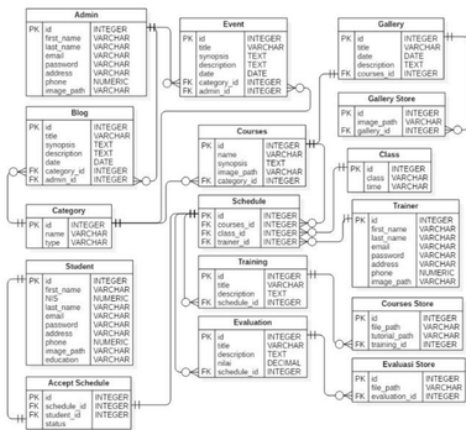 Admin
PK id INTEGER
first_name VARCHAR
last_name VARCHAR
email VARCHAR
password VARCHAR
address VARCHAR
phone NUMERIC
image_path VARCHAR
Event
PK id INTEGER
title VARCHAR
synopsis TEXT
description TEXT
date DATE
FK category_id INTEGER
FK admin_id INTEGER
Gallery
PK id INTEGER
title VARCHAR
date DATE
description TEXT
FK courses_id INTEGER
Blog
PK id INTEGER
title VARCHAR
synopsis TEXT
description TEXT
date DATE
FK category_id INTEGER
FK admin_id INTEGER
Gallery Store
PK id INTEGER
image_path VARCHAR
FK gallery_id INTEGER
Courses
PK id INTEGER
name VARCHAR
synopsis TEXT
image_path VARCHAR
FK category_id INTEGER
Class
PK id INTEGER
class VARCHAR
time VARCHAR
Category
PK id INTEGER
name VARCHAR
type VARCHAR
Schedule
PK id INTEGER
FK courses_id INTEGER
FK class_id INTEGER
FK trainer_id INTEGER
Trainer
PK id INTEGER
first_name VARCHAR
last_name VARCHAR
email VARCHAR
password VARCHAR
address VARCHAR
phone NUMERIC
image_path VARCHAR
Student
PK id INTEGER
first_name VARCHAR
NIS NUMERIC
last_name VARCHAR
email VARCHAR
password VARCHAR
address VARCHAR
phone NUMERIC
image_path VARCHAR
education VARCHAR
Training
PK id INTEGER
title VARCHAR
description TEXT
FK schedule_id INTEGER
Courses Store
PK id INTEGER
file_path VARCHAR
tutorial_path VARCHAR
FK training_id INTEGER
Evaluation
PK id INTEGER
title VARCHAR
description TEXT
nilai DECIMAL
FK schedule_id INTEGER
Accept Schedule
PK id INTEGER
FK schedule_id INTEGER
FK student_id INTEGER
status
Evaluasi Store
PK id INTEGER
file_path VARCHAR
FK evaluation_id INTEGER